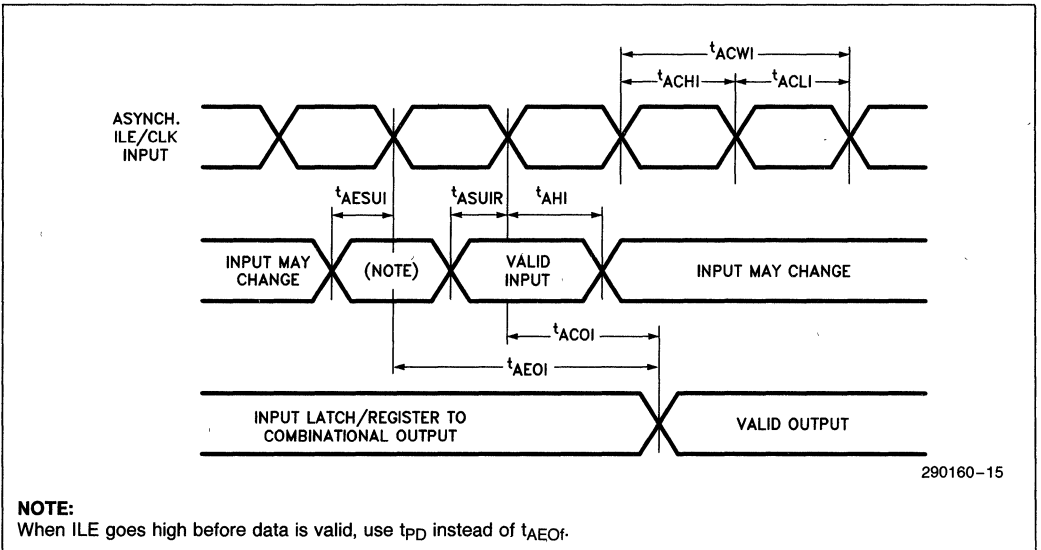 tACWI
tACHI
tACLI
ASYNCH.
ILE/CLK
INPUT
tAESUI
tASUIR
tAHI
INPUT MAY
CHANGE
(NOTE)
VALID
INPUT
INPUT MAY CHANGE
tACOI
tAEOI
INPUT LATCH/REGISTER TO
COMBINATIONAL OUTPUT
VALID OUTPUT
290160-15
NOTE:
When ILE goes high before data is valid, use tPD instead of tAEOf.